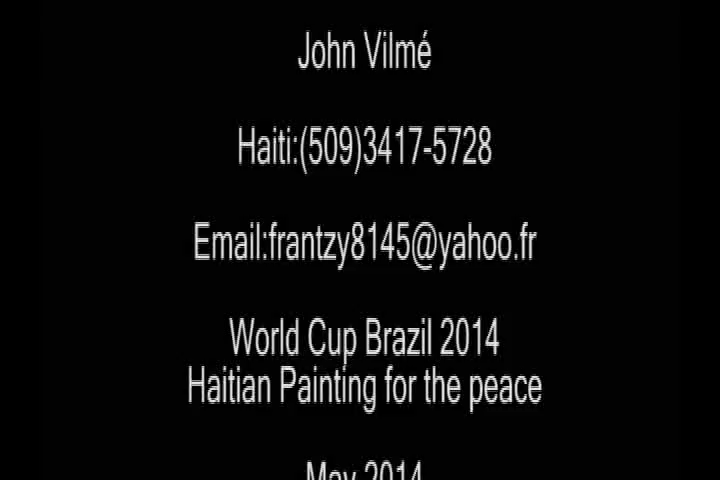 John Vilmé
Haiti:(509)3417-5728
Email:frantzy8145@yahoo.fr
World Cup Brazil 2014
Haitian Painting for the peace
May 2014